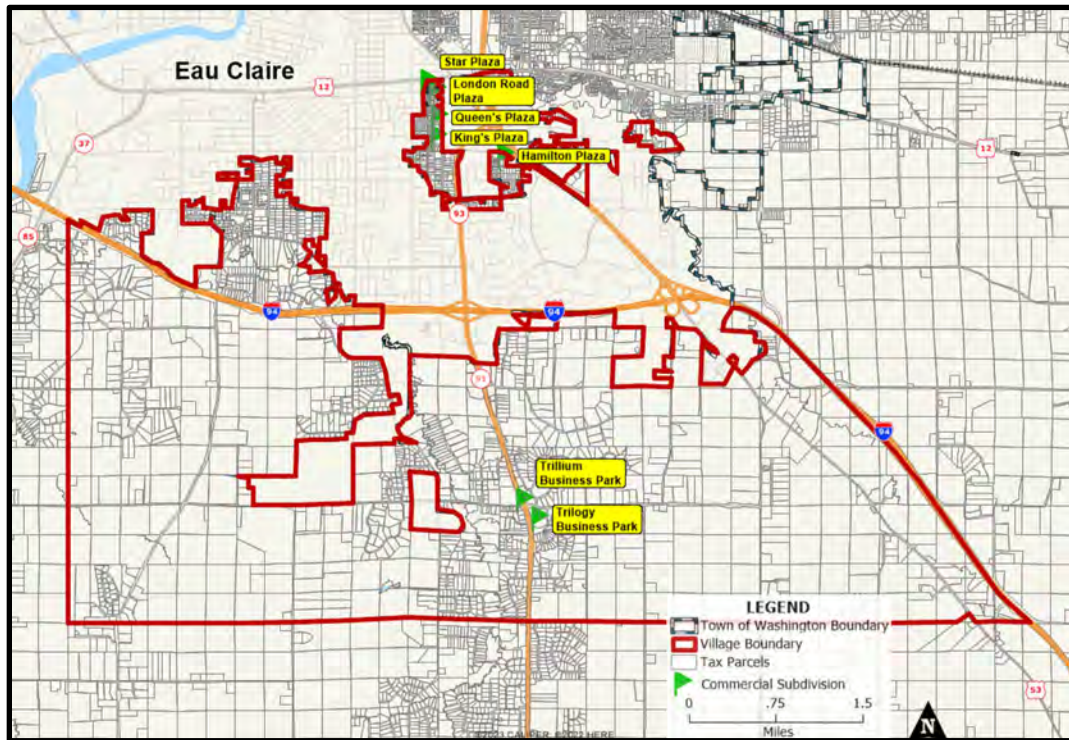 Eau Claire
Star Plaza
12
London Road
Plaza
Queen's Plaza
King's Plaza
Hamilton Plaza
12
37
85
93
94
94
93
94
Trillium
Business Park
Trilogy
Business Park
LEGEND
Town of Washington Boundary
Village Boundary
Tax Parcels
Commercial Subdivision
0 .75 1.5
Miles
N
53